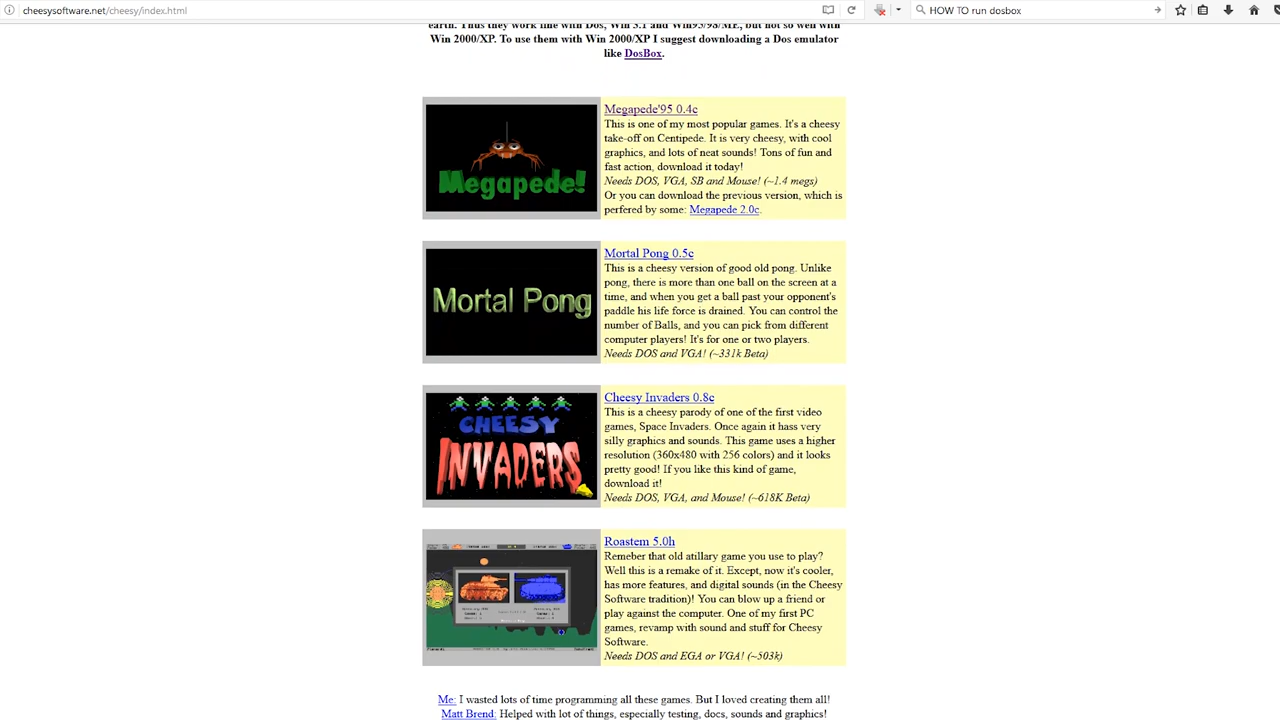 cheesysoftware.net/cheesy/index.html
HOW TO run dosbox
earth. Thus they work fine with Dos, Win 3.1 and Win95/98/ME, but not so well with
Win 2000/XP. To use them with Win 2000/XP I suggest downloading a Dos emulator
like DosBox.
Megapede!
Megapede'95 0.4c
This is one of my most popular games. It's a cheesy
take-off on Centipede. It is very cheesy, with cool
graphics, and lots of neat sounds! Tons of fun and
fast action, download it today!
Needs DOS, VGA, SB and Mouse! (~1.4 megs)
Or you can download the previous version, which is
perfered by some: Megapede 2.0c.
Mortal Pong
Mortal Pong 0.5c
This is a cheesy version of good old pong. Unlike
pong, there is more than one ball on the screen at a
time, and when you get a ball past your opponent's
paddle his life force is drained. You can control the
number of Balls, and you can pick from different
computer players! It's for one or two players.
Needs DOS and VGA! (~331k Beta)
CHEESY
INVADERS
Cheesy Invaders 0.8c
This is a cheesy parody of one of the first video
games, Space Invaders. Once again it hass very
silly graphics and sounds. This game uses a higher
resolution (360x480 with 256 colors) and it looks
pretty good! If you like this kind of game,
download it!
Needs DOS, VGA, and Mouse! (~618K Beta)
Roastem 5.0h
Remeber that old atillary game you use to play?
Well this is a remake of it. Except, now it's cooler,
has more features, and digital sounds (in the Cheesy
Software tradition)! You can blow up a friend or
play against the computer. One of my first PC
games, revamp with sound and stuff for Cheesy
Software.
Needs DOS and EGA or VGA! (~503k)
Me: I wasted lots of time programming all these games. But I loved creating them all!
Matt Brend: Helped with lot of things, especially testing, docs, sounds and graphics!